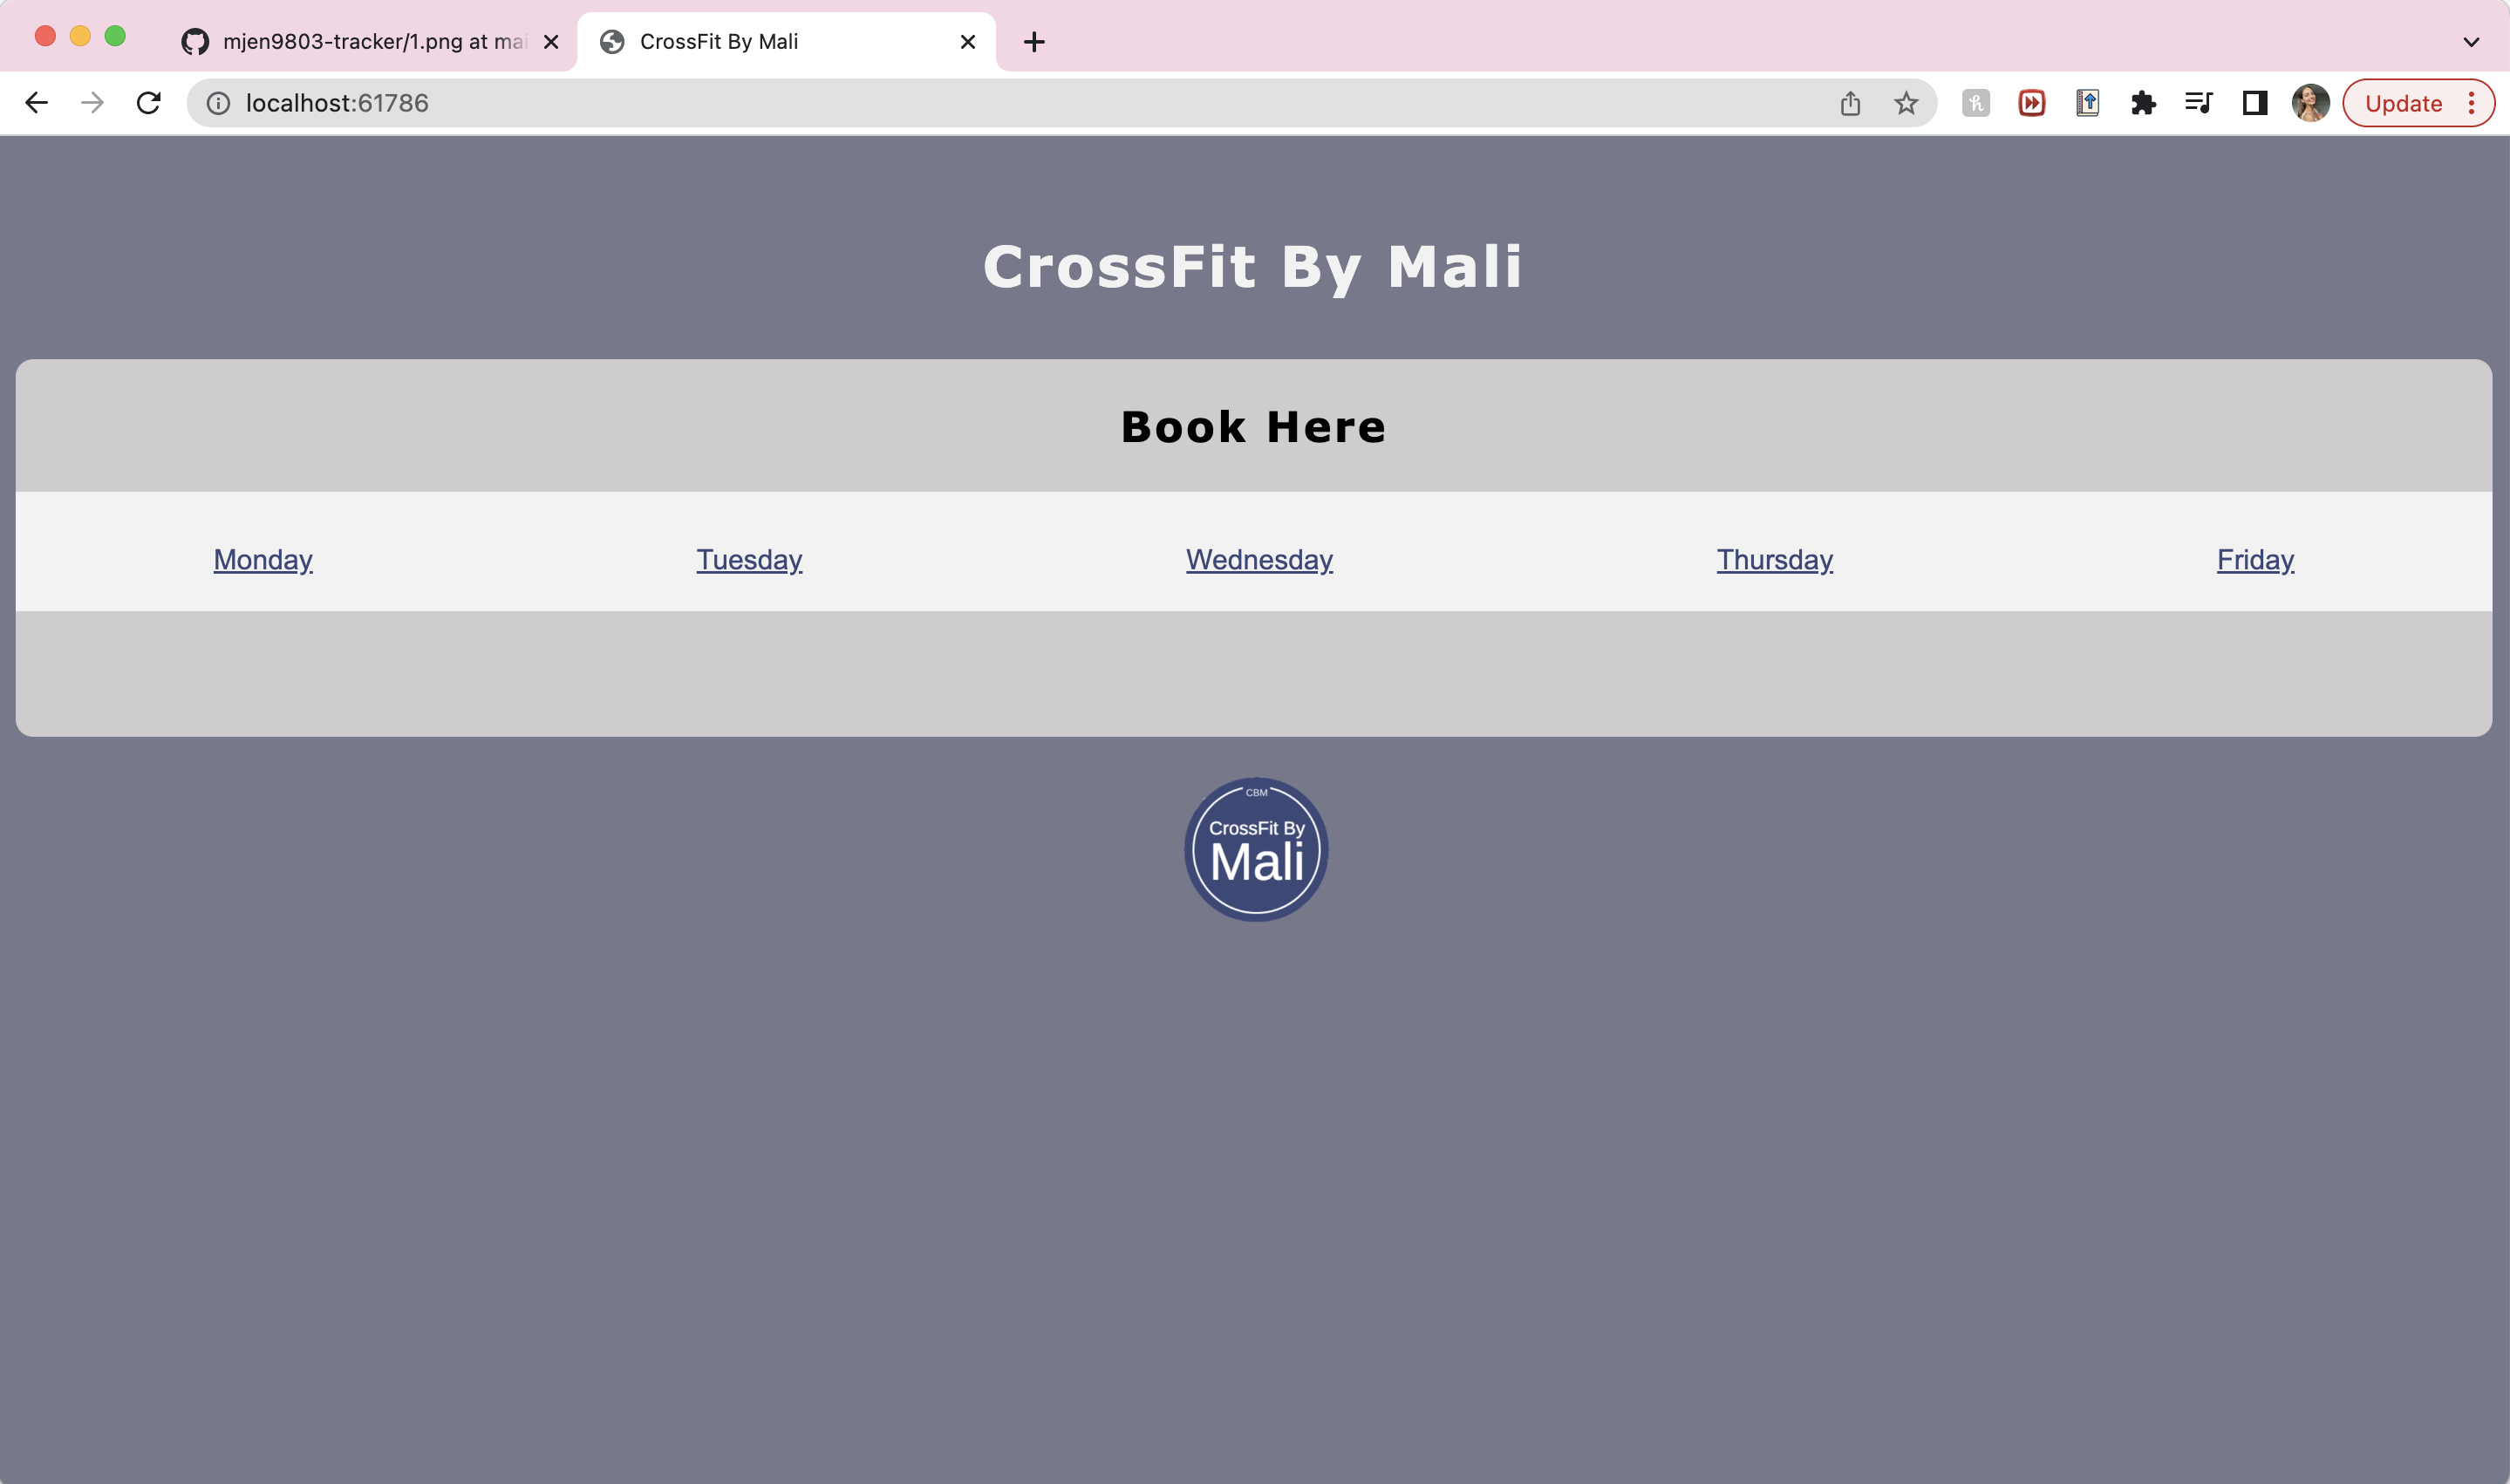 mjen9803-tracker/1.png at mai
CrossFit By Mali
localhost:61786
Update
CrossFit By Mali
Book Here
Monday Tuesday Wednesday Thursday Friday
CBM
CrossFit By
Mali